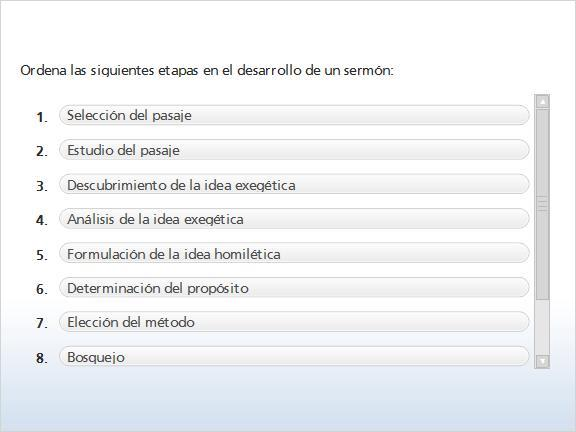 Ordena las siguientes etapas en el desarrollo de un sermón:
1. Selección del pasaje
2. Estudio del pasaje
3. Descubrimiento de la idea exegética
4. Análisis de la idea exegética
5. Formulación de la idea homilética
6. Determinación del propósito
7. Elección del método
8. Bosquejo